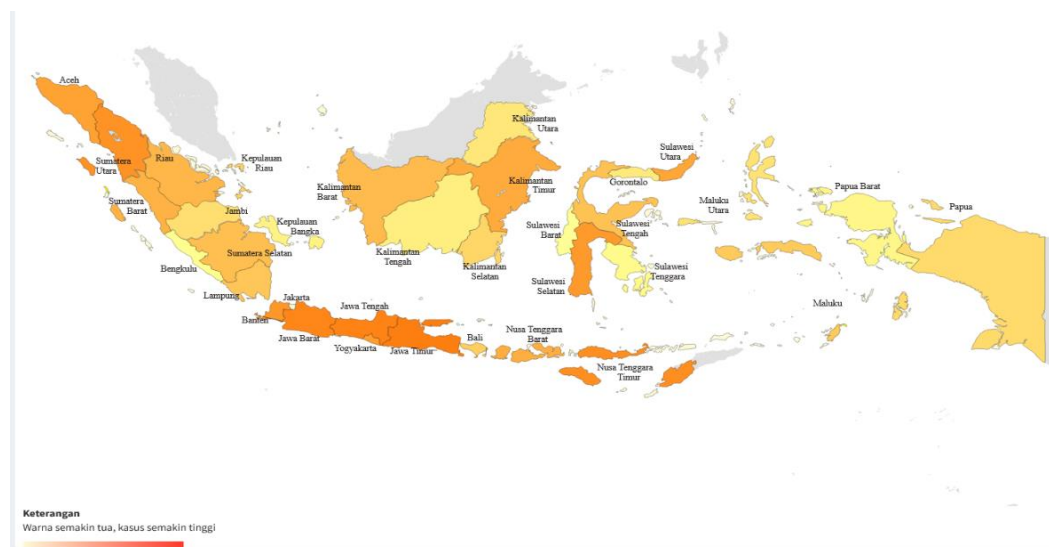 Aceh
Sumatera
Utara
Riau
Kepulauan
Riau
Sumatera
Barat
Jambi
Kepulauan
Bangka
Sumatera Selatan
Bengkulu
Lampung
Jakarta
Banten
Jawa Barat
Jawa Tengah
Yogyakarta
Jawa Timur
Bali
Nusa Tenggara
Barat
Nusa Tenggara
Timur
Kalimantan
Barat
Kalimantan
Tengah
Kalimantan
Selatan
Kalimantan
Timur
Kalimantan
Utara
Sulawesi
Utara
Gorontalo
Sulawesi
Tengah
Sulawesi
Barat
Sulawesi
Selatan
Sulawesi
Tenggara
Maluku
Utara
Maluku
Papua Barat
Papua
Keterangan
Warna semakin tua, kasus semakin tinggi